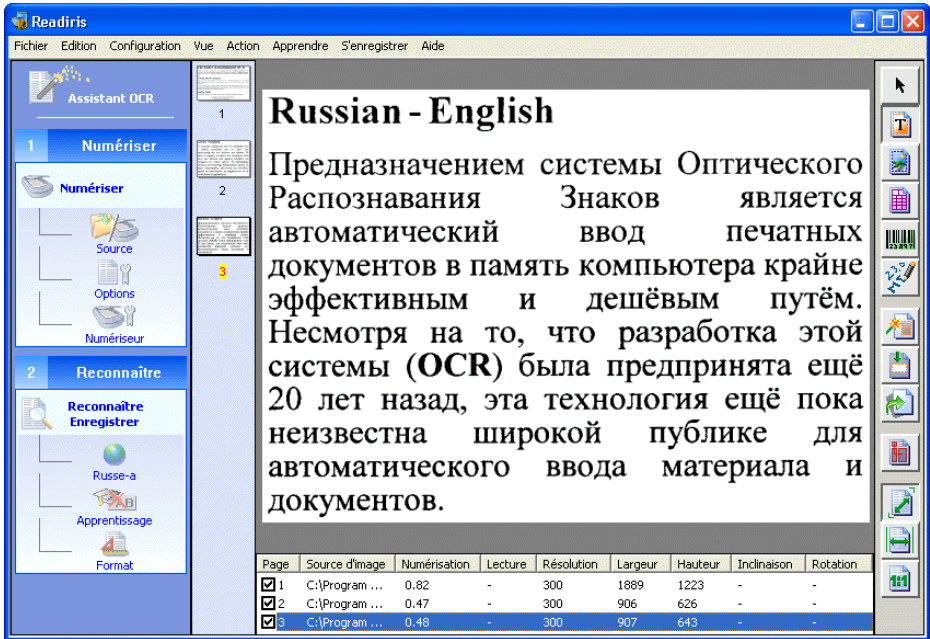 Readiris
Fichier Edition Configuration Vue Action Apprendre S'enregistrer Aide
Assistant OCR
1 Numériser
Numériser
Source
Options
Numériseur
2 Reconnaître
Reconnaître
Enregistrer
Russe-a
Apprentissage
Format
1
2
3
Russian - English
Предназначением системы Оптического
Распознавания Знаков является
автоматический ввод печатных
документов в память компьютера крайне
эффективным и дешёвым путём.
Несмотря на то, что разработка этой
системы (OCR) была предпринята ещё
20 лет назад, эта технология ещё пока
неизвестна широкой публике для
автоматического ввода материала и
документов.
Page Source d'image Numérisation Lecture Résolution Largeur Hauteur Inclinaison Rotation
1 C:\Program ... 0.82 - 300 1889 1223 - -
2 C:\Program ... 0.47 - 300 906 626 - -
3 C:\Program ... 0.48 - 300 907 643 - -
T
1:1